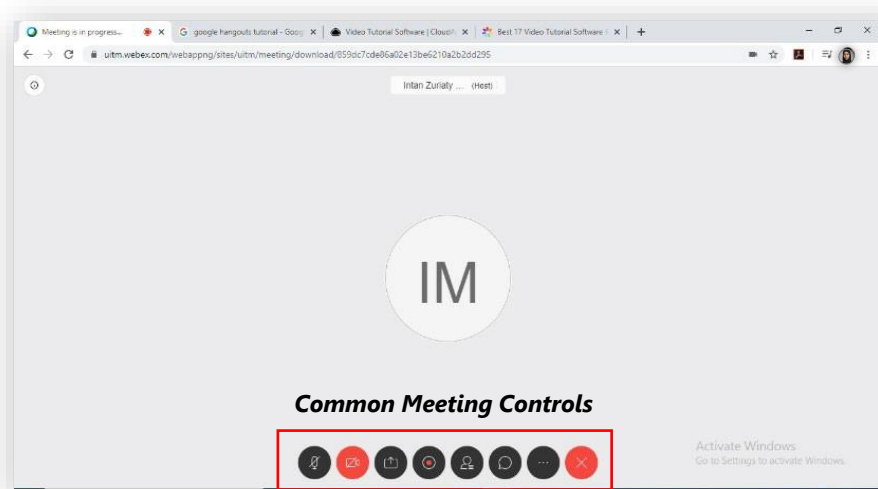 Meeting is in progress...
google hangouts tutorial - Goog
Video Tutorial Software | CloudA
Best 17 Video Tutorial Software i
uitm.webex.com/webappng/sites/uitm/meeting/download/859dc7cde86a02e13be6210a2b2dd295
Intan Zuriaty ... (Host)
IM
Common Meeting Controls
Activate Windows
Go to Settings to activate Windows.